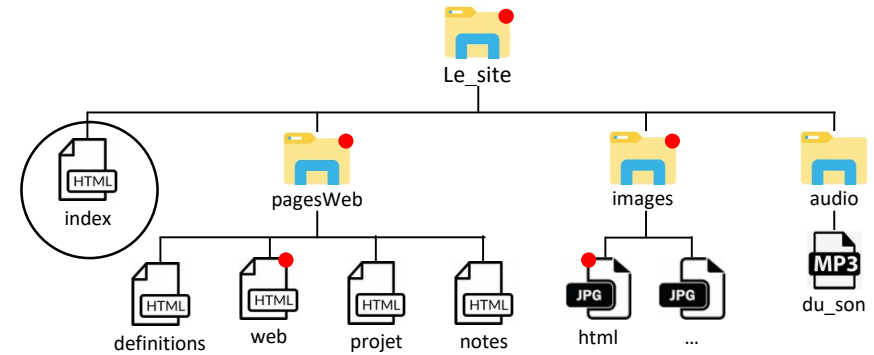 Le_site
HTML
index
pagesWeb
images
audio
HTML
definitions
HTML
web
HTML
projet
HTML
notes
JPG
html
JPG
...
MP3
du_son